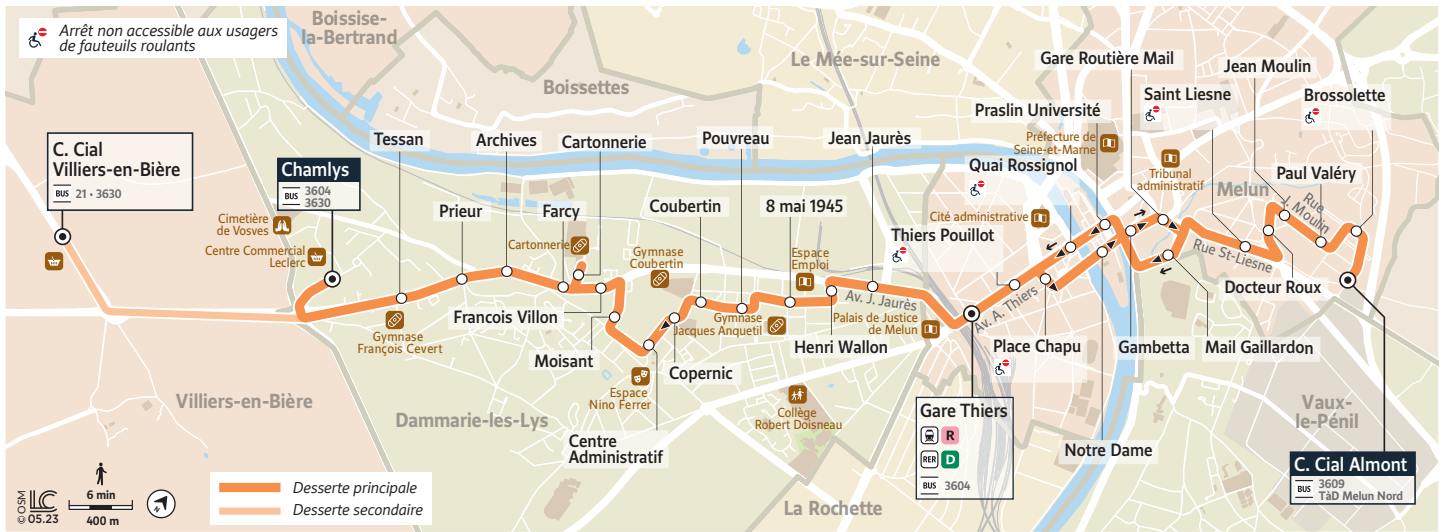 Arrêt non accessible aux usagers
de fauteuils roulants
Boissise-
la-Bertrand
Boissettes
Le Mée-sur-Seine
Gare Routière Mail
Jean Moulin
Saint Liesne
Brossolette
Praslin Université
Préfecture de
Seine-et-Marne
Tessan
Archives
Cartonnerie
Pouvreau
Jean Jaurès
C. Cial
Villiers-en-Bière
BUS 21 • 3630
Chamlys
BUS 3604
3630
Quai Rossignol
Tribunal
administratif
Melun
Paul Valéry
Rue
J. Moulin
Prieur
Farcy
Coubertin
8 mai 1945
Cimetière
de Vosves
Cité administrative
Thiers Pouillot
Centre Commercial
Leclerc
Cartonnerie
Gymnase
Coubertin
Espace
Emploi
Rue St-Liesne
Docteur Roux
Av. J. Jaurès
Av. A. Thiers
Francois Villon
Gymnase
Jacques Anquetil
Palais de Justice
de Melun
Gymnase
François Cevert
Moisant
Copernic
Henri Wallon
Place Chapu
Gambetta
Mail Gaillardon
Espace
Nino Ferrer
Collège
Robert Doisneau
Villiers-en-Bière
Dammarie-les-Lys
Centre
Administratif
Gare Thiers
R
RER D
BUS 3604
Notre Dame
Vaux-
le-Pénil
C. Cial Almont
BUS 3609
TàD Melun Nord
La Rochette
© OSM
LC
05.23
6 min
400 m
Desserte principale
Desserte secondaire